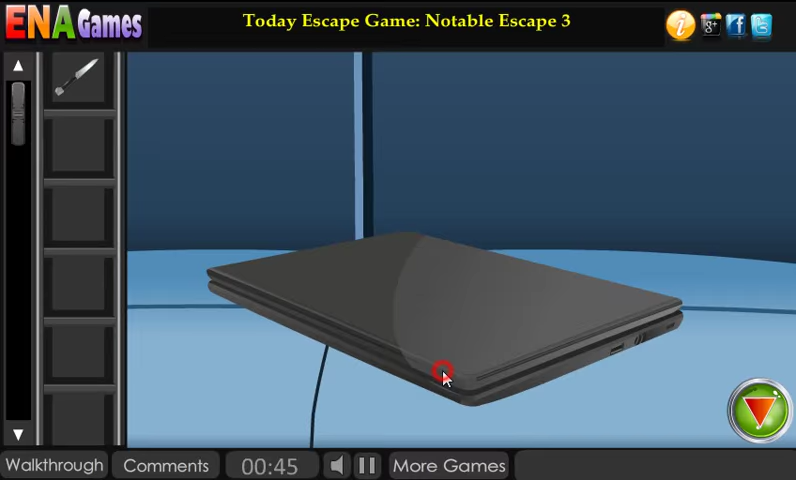 ENA Games
Today Escape Game: Notable Escape 3
i g+ f t
Walkthrough Comments 00:45 More Games